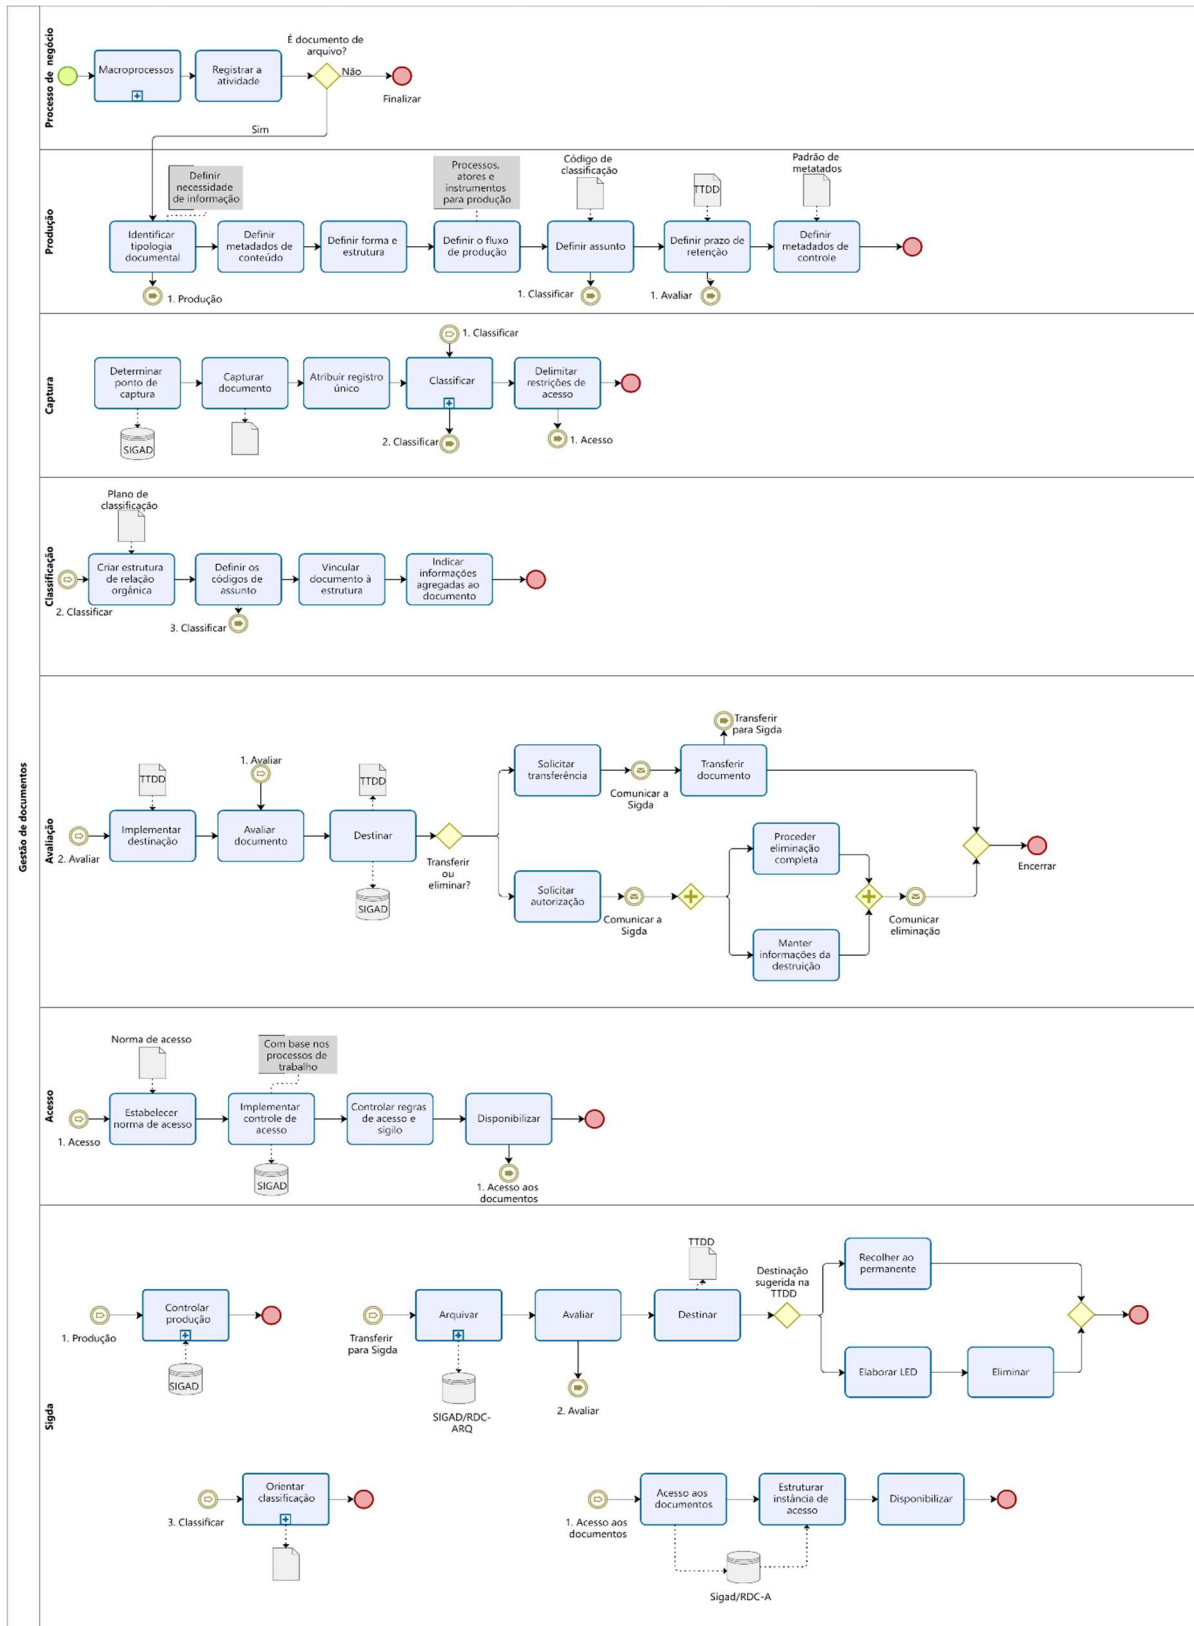 Gestão de documentos
Processo de negócio
Macroprocessos
Registrar a
atividade
É documento de
arquivo?
Não
Finalizar
Sim
Produção
Definir
necessidade
de informação
Processos,
atores e
instrumentos
para produção
Código de
classificação
TTDD
Padrão de
metatados
Identificar
tipologia
documental
Definir
metadados de
conteúdo
Definir forma e
estrutura
Definir o fluxo
de produção
Definir assunto
Definir prazo de
retenção
Definir
metadados de
controle
1. Produção
1. Classificar
1. Avaliar
Captura
1. Classificar
Determinar
ponto de
captura
Capturar
documento
Atribuir registro
único
Classificar
Delimitar
restrições de
acesso
SIGAD
2. Classificar
1. Acesso
Classificação
Plano de
classificação
2. Classificar
Criar estrutura
de relação
orgânica
Definir os
códigos de
assunto
Vincular
documento à
estrutura
Indicar
informações
agregadas ao
documento
3. Classificar
Avaliação
TTDD
1. Avaliar
TTDD
2. Avaliar
Implementar
destinação
Avaliar
documento
Destinar
SIGAD
Transferir
ou
eliminar?
Solicitar
transferência
Comunicar a
Sigda
Transferir
documento
Transferir
para Sigda
Solicitar
autorização
Comunicar a
Sigda
Proceder
eliminação
completa
Manter
informações da
destruição
Comunicar
eliminação
Encerrar
Acesso
Norma de acesso
Com base nos
processos de
trabalho
1. Acesso
Estabelecer
norma de acesso
Implementar
controle de
acesso
Controlar regras
de acesso e
sigilo
Disponibilizar
SIGAD
1. Acesso aos
documentos
Sigda
1. Produção
Controlar
produção
SIGAD
Transferir
para Sigda
Arquivar
SIGAD/RDC-
ARQ
Avaliar
2. Avaliar
TTDD
Destinar
Destinação
sugerida na
TTDD
Recolher ao
permanente
Elaborar LED
Eliminar
3. Classificar
Orientar
classificação
1. Acesso aos
documentos
Acesso aos
documentos
Estruturar
instância de
acesso
Disponibilizar
Sigad/RDC-A